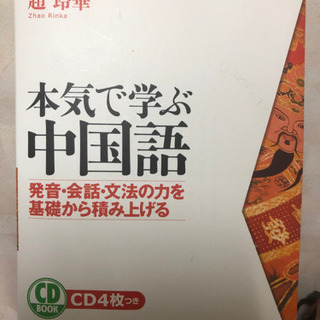 趙 玲華
Zhao Rinka
本気で学ぶ
中国語
発音・会話・文法の力を
基礎から積み上げる
CD
BOOK
CD4枚つき